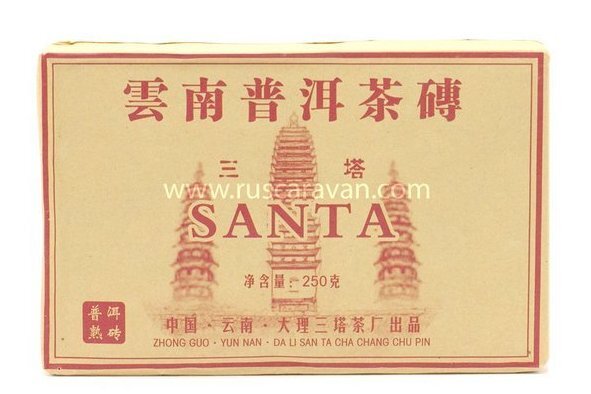 雲南普洱茶磚
三 塔
www.ruscaravan.com
SANTA
净含量：250克
普洱
熟砖
中国·云南·大理三塔茶厂出品
ZHONG GUO · YUN NAN · DA LI SAN TA CHA CHANG CHU PIN